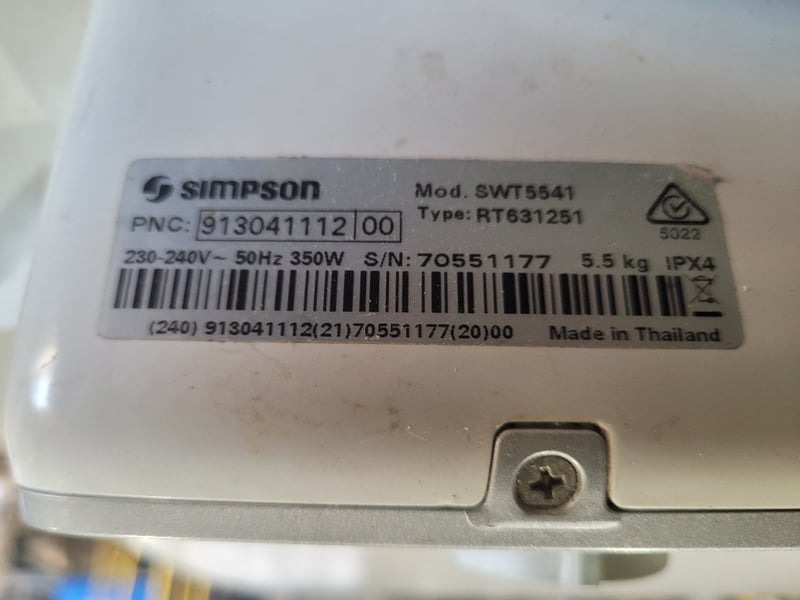 SIMPSON
Mod. SWT5541
Type: RT631251
PNC: 913041112 00
5022
230-240V~ 50Hz 350W S/N: 70551177 5.5 kg IPX4
(240) 913041112(21)70551177(20)00 Made in Thailand